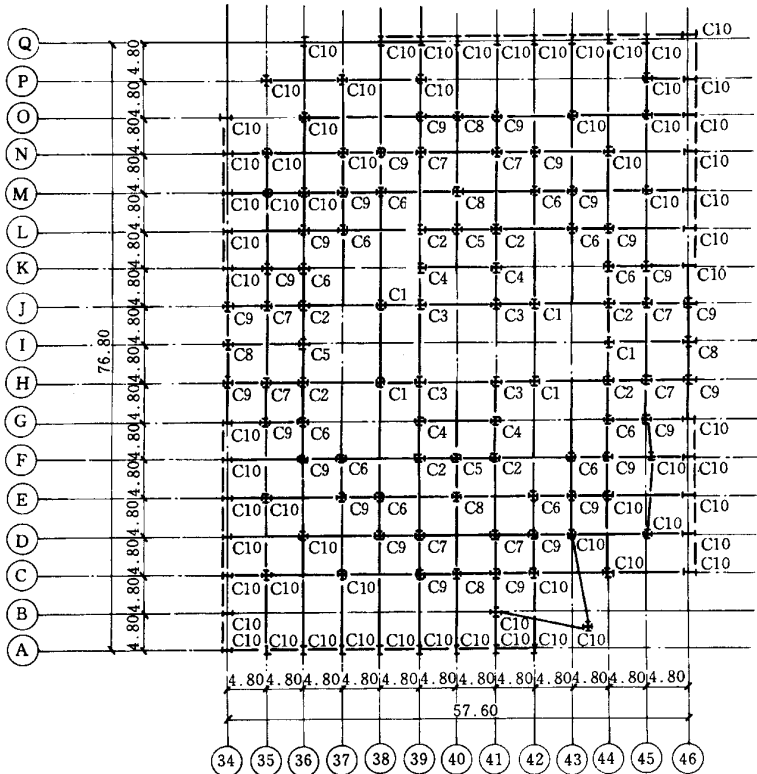 C10
Q C10 C10 C10 C10 C10 C10 C10 C10 C10
4.80
P C10 C10 C10 C10 C10
4.80
O C10 C10 C9 C8 C9 C10 C10 C10
4.80
N C10 C10 C10 C9 C7 C7 C9 C10 C10
4.80
M C10 C10 C10 C9 C6 C8 C6 C9 C10 C10
4.80
L C10 C9 C6 C2 C5 C2 C6 C9 C10
4.80
K C10 C9 C6 C4 C4 C6 C9 C10
4.80
C1
J C9 C7 C2 C3 C3 C1 C2 C7 C9
4.80
76.80
I C8 C5 C1 C8
4.80
H C9 C7 C2 C1 C3 C3 C1 C2 C7 C9
4.80
G C10 C9 C6 C4 C4 C6 C9 C10
4.80
F C10 C9 C6 C2 C5 C2 C6 C9 C10 C10
4.80
E C10 C10 C9 C6 C8 C6 C9 C10 C10
4.80
C10
D C10 C10 C9 C7 C7 C9 C10 C10
4.80
C10 C10
C C10 C10 C10 C9 C8 C9 C10
4.80
B C10 C10
4.80
A C10 C10 C10 C10 C10 C10 C10 C10 C10 C10
4.80 4.80 4.80 4.80 4.80 4.80 4.80 4.80 4.80 4.80 4.80 4.80
57.60
34 35 36 37 38 39 40 41 42 43 44 45 46